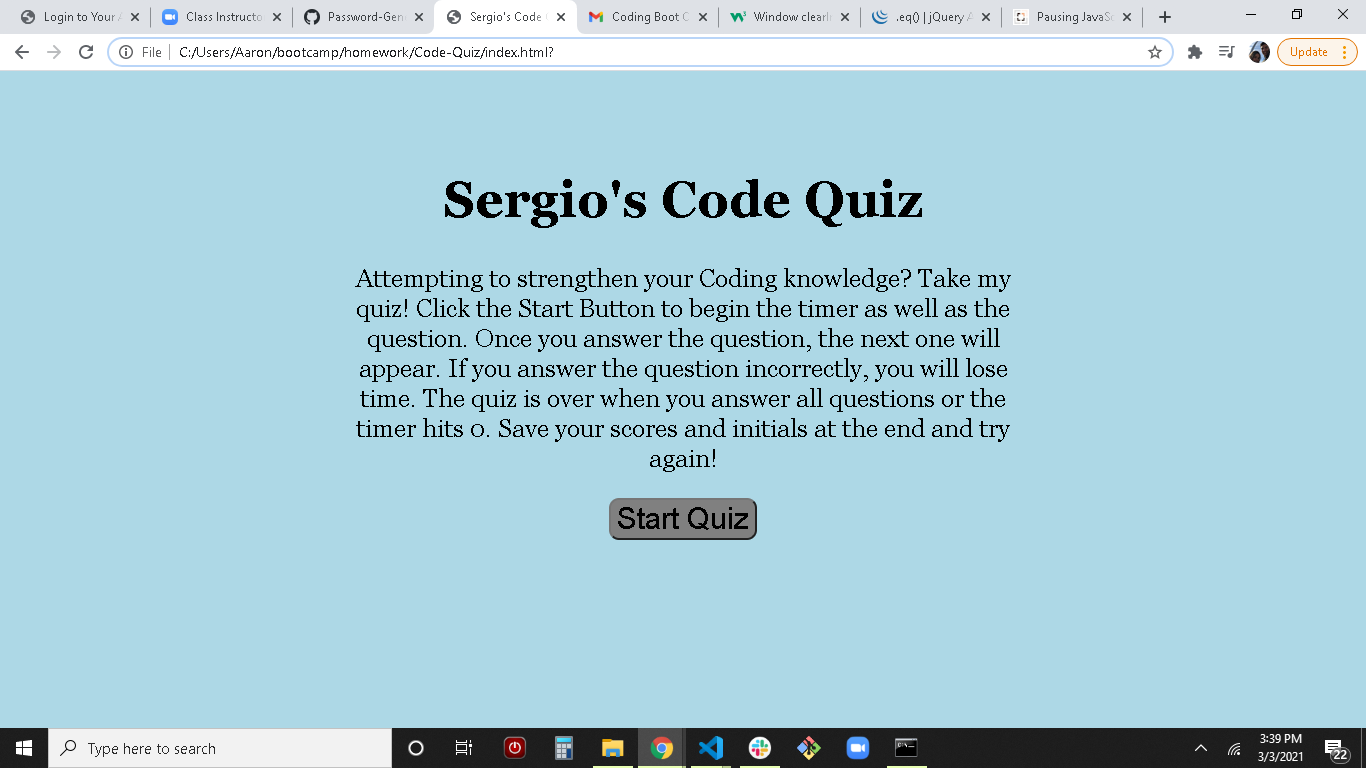 Login to Your A
Class Instructo
Password-Gen
Sergio's Code
Coding Boot C
Window clearI
.eq() | jQuery A
Pausing JavaSc
File
C:/Users/Aaron/bootcamp/homework/Code-Quiz/index.html?
Update
Sergio's Code Quiz
Attempting to strengthen your Coding knowledge? Take my
quiz! Click the Start Button to begin the timer as well as the
question. Once you answer the question, the next one will
appear. If you answer the question incorrectly, you will lose
time. The quiz is over when you answer all questions or the
timer hits 0. Save your scores and initials at the end and try
again!
Start Quiz
Type here to search
3:39 PM
3/3/2021
22